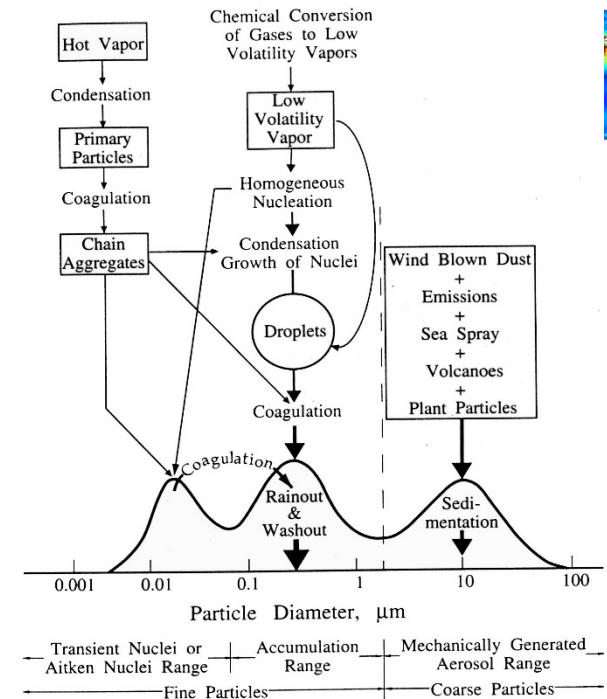 Hot Vapor
Condensation
Primary
Particles
Coagulation
Chain
Aggregates
Chemical Conversion
of Gases to Low
Volatility Vapors
Low
Volatility
Vapor
Homogeneous
Nucleation
Condensation
Growth of Nuclei
Droplets
Coagulation
Wind Blown Dust
+
Emissions
+
Sea Spray
+
Volcanoes
+
Plant Particles
Coagulation
Rainout
&
Washout
Sedi-
mentation
0.001 0.01 0.1 1 10 100
Particle Diameter, μm
Transient Nuclei or
Aitken Nuclei Range
Accumulation
Range
Mechanically Generated
Aerosol Range
Fine Particles
Coarse Particles